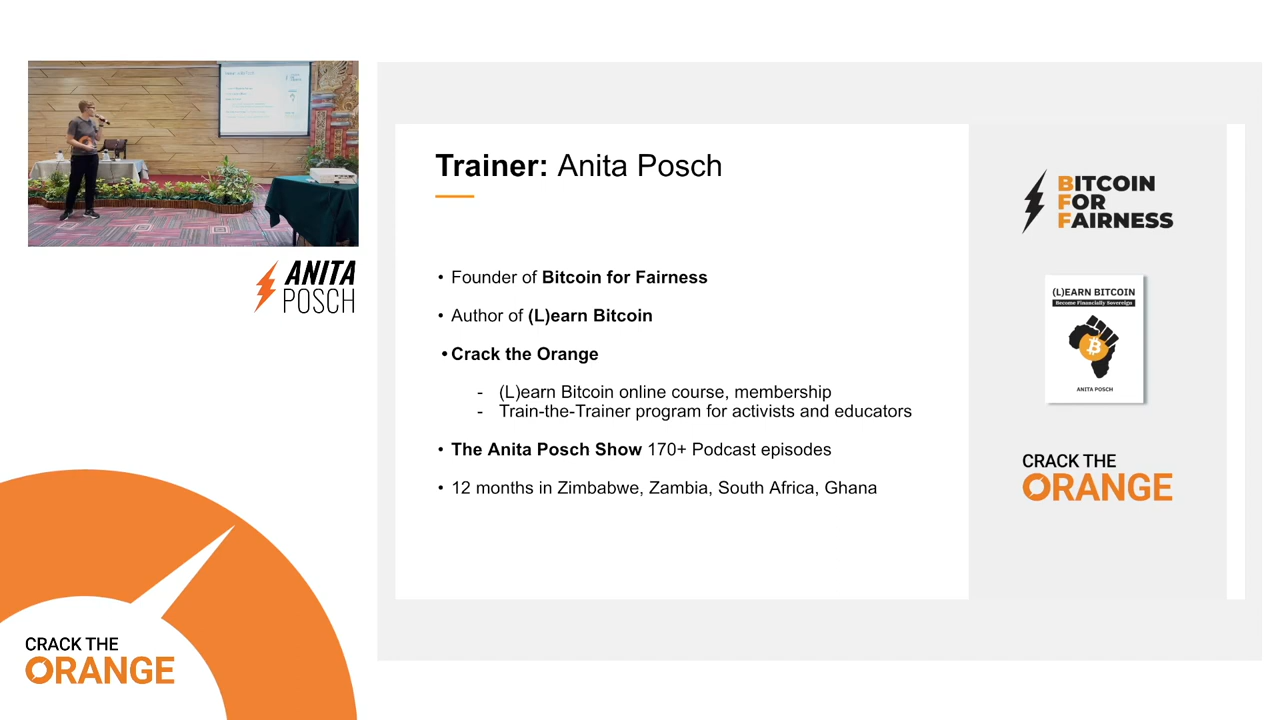 ANITA
POSCH
CRACK THE
ORANGE
Trainer: Anita Posch
• Founder of Bitcoin for Fairness
• Author of (L)earn Bitcoin
• Crack the Orange
- (L)earn Bitcoin online course, membership
- Train-the-Trainer program for activists and educators
• The Anita Posch Show 170+ Podcast episodes
• 12 months in Zimbabwe, Zambia, South Africa, Ghana
BITCOIN
FOR
FAIRNESS
(L)EARN BITCOIN
Become Financially Sovereign
ANITA POSCH
CRACK THE
ORANGE